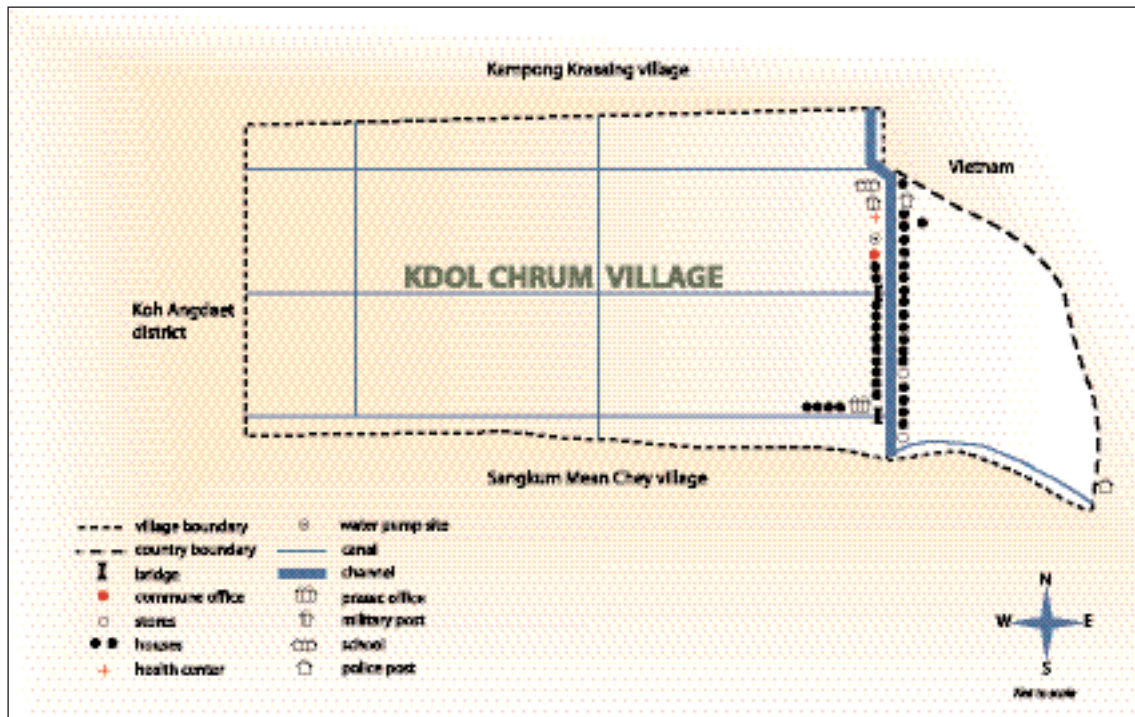 Kampong Krassing village
Vietnam
KDOL CHRUM VILLAGE
Koh Angdaet
district
Sangkum Mean Chey village
village boundary
country boundary
bridge
commune office
stores
houses
health center
water pump site
canal
channel
prasac office
military post
school
police post
N
W E
S
Not to scale